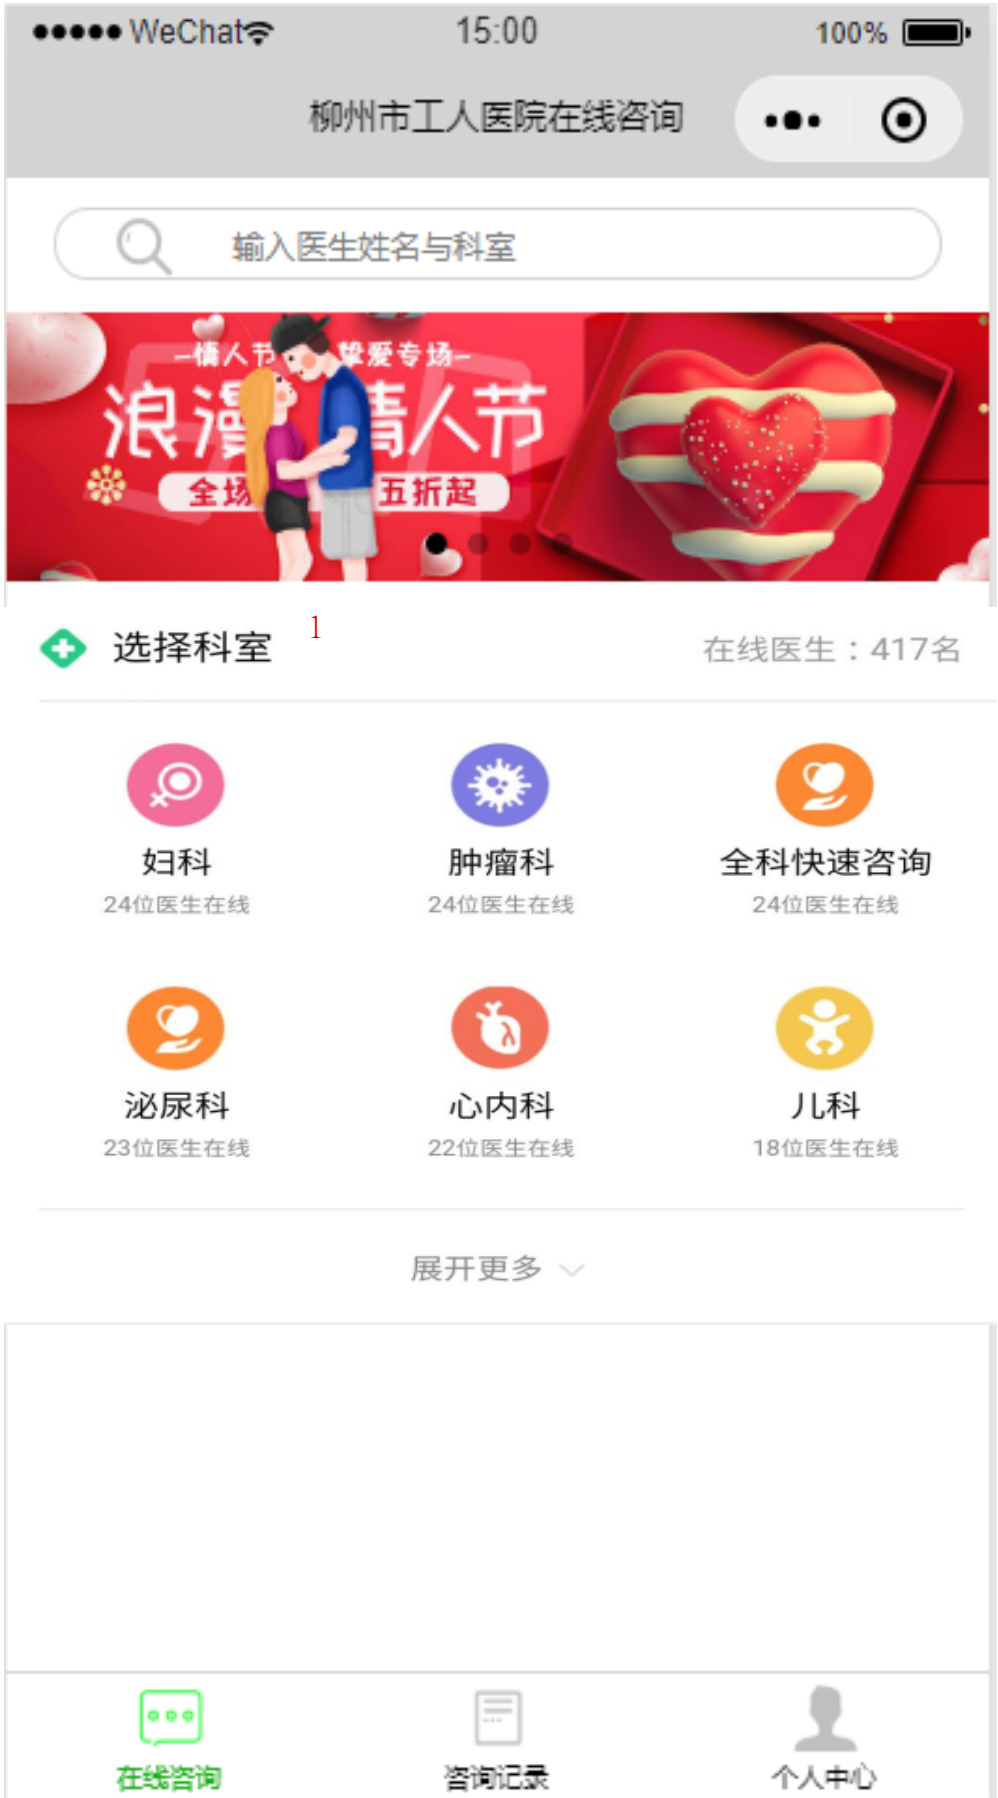 WeChat 15:00 100%
柳州市工人医院在线咨询
输入医生姓名与科室
情人节 挚爱专场
浪漫 情人节
全场 五折起
选择科室 1 在线医生：417名
妇科 肿瘤科 全科快速咨询
24位医生在线 24位医生在线 24位医生在线
泌尿科 心内科 儿科
23位医生在线 22位医生在线 18位医生在线
展开更多
在线咨询 咨询记录 个人中心